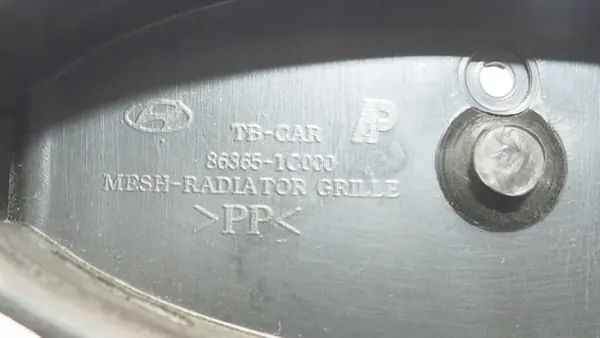 TB-CAR
86365-1C000
MESH-RADIATOR GRILLE
>PP<